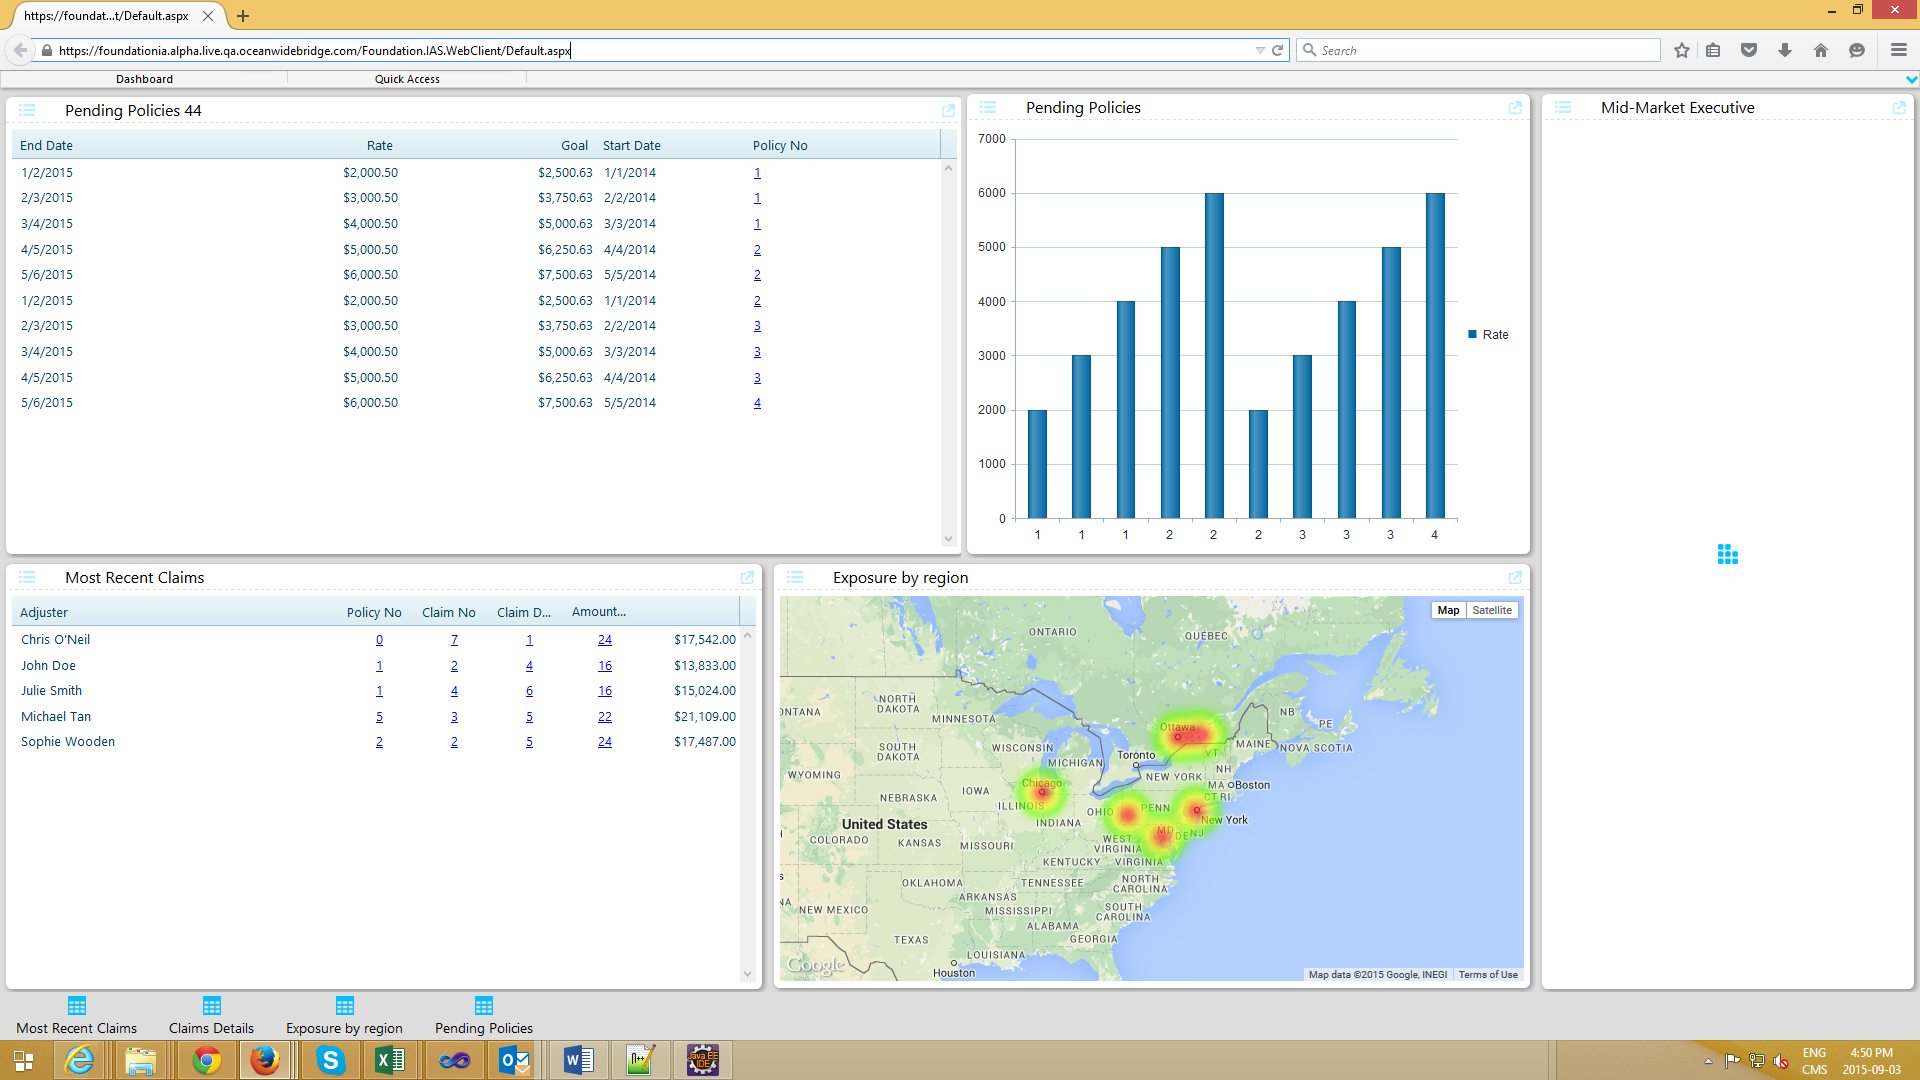 https://foundat...t/Default.aspx
https://foundationia.alpha.live.qa.oceanwidebridge.com/Foundation.IAS.WebClient/Default.aspx
Search
Dashboard
Quick Access
Pending Policies 44
End Date Rate Goal Start Date Policy No
1/2/2015 $2,000.50 $2,500.63 1/1/2014 1
2/3/2015 $3,000.50 $3,750.63 2/2/2014 1
3/4/2015 $4,000.50 $5,000.63 3/3/2014 1
4/5/2015 $5,000.50 $6,250.63 4/4/2014 2
5/6/2015 $6,000.50 $7,500.63 5/5/2014 2
1/2/2015 $2,000.50 $2,500.63 1/1/2014 2
2/3/2015 $3,000.50 $3,750.63 2/2/2014 3
3/4/2015 $4,000.50 $5,000.63 3/3/2014 3
4/5/2015 $5,000.50 $6,250.63 4/4/2014 3
5/6/2015 $6,000.50 $7,500.63 5/5/2014 4
Pending Policies
7000
6000
5000
4000
3000
2000
1000
0
1 1 1 2 2 2 3 3 3 4
Rate
Mid-Market Executive
Most Recent Claims
Adjuster Policy No Claim No Claim D... Amount...
Chris O'Neil 0 7 1 24 $17,542.00
John Doe 1 2 4 16 $13,833.00
Julie Smith 1 4 6 16 $15,024.00
Michael Tan 5 3 5 22 $21,109.00
Sophie Wooden 2 2 5 24 $17,487.00
Exposure by region
Map Satellite
ONTARIO
QUÉBEC
NORTH
DAKOTA
ONTANA
MINNESOTA
NB
PE
Ottawa
SOUTH
DAKOTA
WISCONSIN
MAINE
NOVA SCOTIA
Toronto
VT
MICHIGAN
NH
WYOMING
NEW YORK
Chicago
MA
Boston
IOWA
NEBRASKA
CT RI
ILLINOIS
OHIO
PENN
INDIANA
New York
United States
MD
DE
NJ
COLORADO
KANSAS
MISSOURI
WEST
VIRGINIA
KENTUCKY
VIRGINIA
OKLAHOMA
TENNESSEE
NORTH
CAROLINA
ARKANSAS
NEW MEXICO
MISSISSIPPI
SOUTH
CAROLINA
ALABAMA
TEXAS
GEORGIA
LOUISIANA
Houston
Google
Map data ©2015 Google, INEGI
Terms of Use
Most Recent Claims
Claims Details
Exposure by region
Pending Policies
Java EE
IDE
ENG
CMS
4:50 PM
2015-09-03